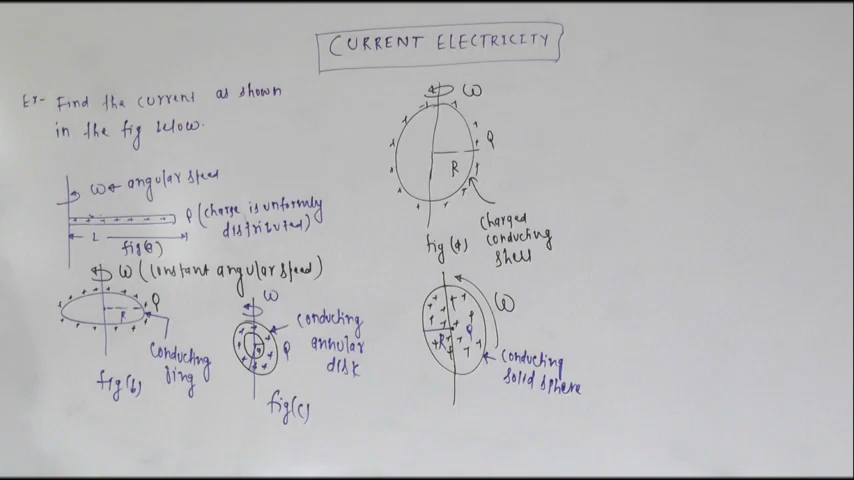 CURRENT ELECTRICITY
Ex- Find the current as shown
in the fig below.
ω ← angular speed
Q (charge is uniformly
distributed)
L
fig(a)
ω (constant angular speed)
Q
R
conducting
ring
fig(b)
ω
conducting
annular
disk
Q
fig(c)
ω
Q
R
charged
conducting
shell
fig(d)
ω
R
Q
conducting
solid sphere